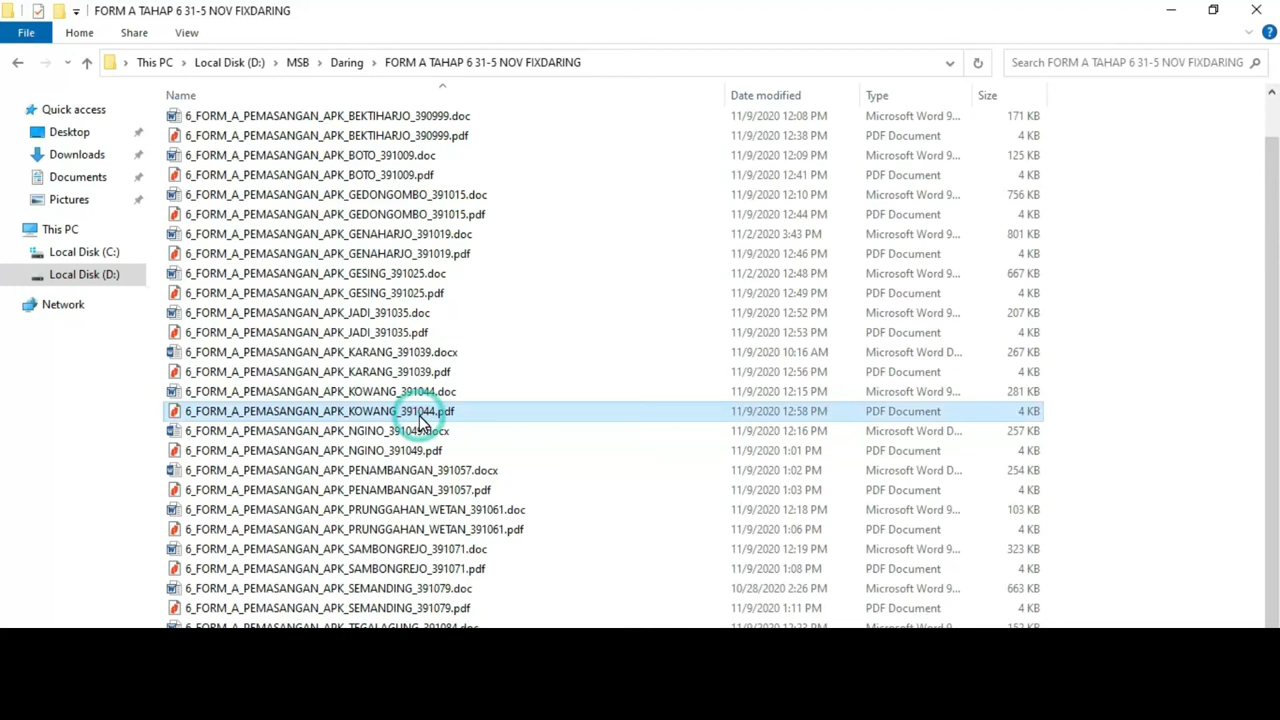 FORM A TAHAP 6 31-5 NOV FIXDARING
File Home Share View
This PC Local Disk (D:) MSB Daring FORM A TAHAP 6 31-5 NOV FIXDARING Search FORM A TAHAP 6 31-5 NOV FIXDARING
Name Date modified Type Size
Quick access
Desktop
Downloads
Documents
Pictures
This PC
Local Disk (C:)
Local Disk (D:)
Network
6_FORM_A_PEMASANGAN_APK_BEKTIHARJO_390999.doc 11/9/2020 12:08 PM Microsoft Word 9... 171 KB
6_FORM_A_PEMASANGAN_APK_BEKTIHARJO_390999.pdf 11/9/2020 12:38 PM PDF Document 4 KB
6_FORM_A_PEMASANGAN_APK_BOTO_391009.doc 11/9/2020 12:09 PM Microsoft Word 9... 125 KB
6_FORM_A_PEMASANGAN_APK_BOTO_391009.pdf 11/9/2020 12:41 PM PDF Document 4 KB
6_FORM_A_PEMASANGAN_APK_GEDONGOMBO_391015.doc 11/9/2020 12:10 PM Microsoft Word 9... 756 KB
6_FORM_A_PEMASANGAN_APK_GEDONGOMBO_391015.pdf 11/9/2020 12:44 PM PDF Document 4 KB
6_FORM_A_PEMASANGAN_APK_GENAHARJO_391019.doc 11/2/2020 3:43 PM Microsoft Word 9... 801 KB
6_FORM_A_PEMASANGAN_APK_GENAHARJO_391019.pdf 11/9/2020 12:46 PM PDF Document 4 KB
6_FORM_A_PEMASANGAN_APK_GESING_391025.doc 11/2/2020 12:48 PM Microsoft Word 9... 667 KB
6_FORM_A_PEMASANGAN_APK_GESING_391025.pdf 11/9/2020 12:49 PM PDF Document 4 KB
6_FORM_A_PEMASANGAN_APK_JADI_391035.doc 11/9/2020 12:52 PM Microsoft Word 9... 207 KB
6_FORM_A_PEMASANGAN_APK_JADI_391035.pdf 11/9/2020 12:53 PM PDF Document 4 KB
6_FORM_A_PEMASANGAN_APK_KARANG_391039.docx 11/9/2020 10:16 AM Microsoft Word D... 267 KB
6_FORM_A_PEMASANGAN_APK_KARANG_391039.pdf 11/9/2020 12:56 PM PDF Document 4 KB
6_FORM_A_PEMASANGAN_APK_KOWANG_391044.doc 11/9/2020 12:15 PM Microsoft Word 9... 281 KB
6_FORM_A_PEMASANGAN_APK_KOWANG_391044.pdf 11/9/2020 12:58 PM PDF Document 4 KB
6_FORM_A_PEMASANGAN_APK_NGINO_391049.docx 11/9/2020 12:16 PM Microsoft Word D... 257 KB
6_FORM_A_PEMASANGAN_APK_NGINO_391049.pdf 11/9/2020 1:01 PM PDF Document 4 KB
6_FORM_A_PEMASANGAN_APK_PENAMBANGAN_391057.docx 11/9/2020 1:02 PM Microsoft Word D... 254 KB
6_FORM_A_PEMASANGAN_APK_PENAMBANGAN_391057.pdf 11/9/2020 1:03 PM PDF Document 4 KB
6_FORM_A_PEMASANGAN_APK_PRUNGGAHAN_WETAN_391061.doc 11/9/2020 12:18 PM Microsoft Word 9... 103 KB
6_FORM_A_PEMASANGAN_APK_PRUNGGAHAN_WETAN_391061.pdf 11/9/2020 1:06 PM PDF Document 4 KB
6_FORM_A_PEMASANGAN_APK_SAMBONGREJO_391071.doc 11/9/2020 12:19 PM Microsoft Word 9... 323 KB
6_FORM_A_PEMASANGAN_APK_SAMBONGREJO_391071.pdf 11/9/2020 1:08 PM PDF Document 4 KB
6_FORM_A_PEMASANGAN_APK_SEMANDING_391079.doc 10/28/2020 2:26 PM Microsoft Word 9... 663 KB
6_FORM_A_PEMASANGAN_APK_SEMANDING_391079.pdf 11/9/2020 1:11 PM PDF Document 4 KB
6_FORM_A_PEMASANGAN_APK_TEGALAGUNG_391084.doc 11/9/2020 12:23 PM Microsoft Word 9... 152 KB